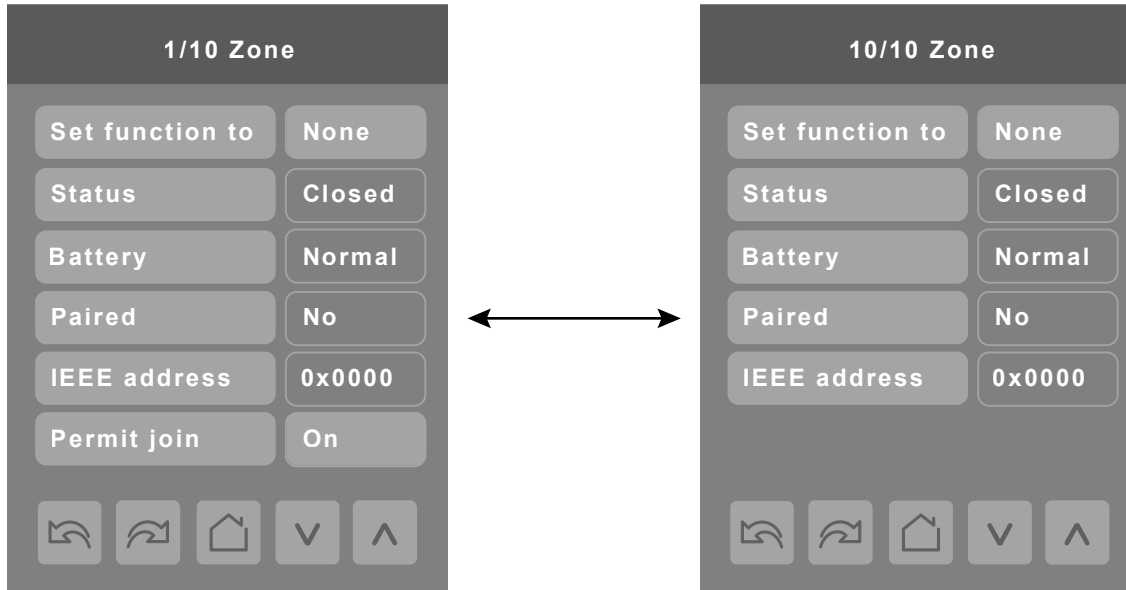 1/10 Zone
Set function to None
Status Closed
Battery Normal
Paired No
IEEE address 0x0000
Permit join On
10/10 Zone
Set function to None
Status Closed
Battery Normal
Paired No
IEEE address 0x0000